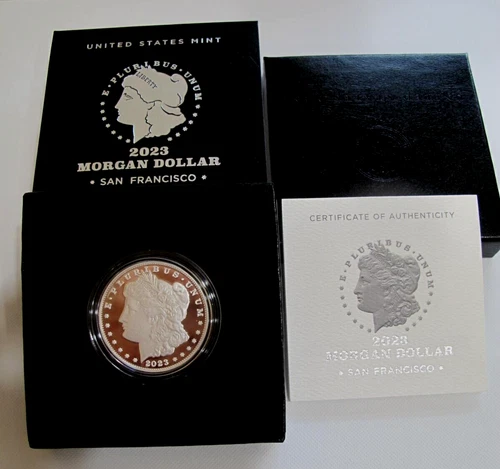 UNITED STATES MINT
E·PLURIBUS·UNUM
LIBERTY
2023
MORGAN DOLLAR
SAN FRANCISCO
E·PLURIBUS·UNUM
2023
CERTIFICATE OF AUTHENTICITY
E·PLURIBUS·UNUM
2023
MORGAN DOLLAR
SAN FRANCISCO